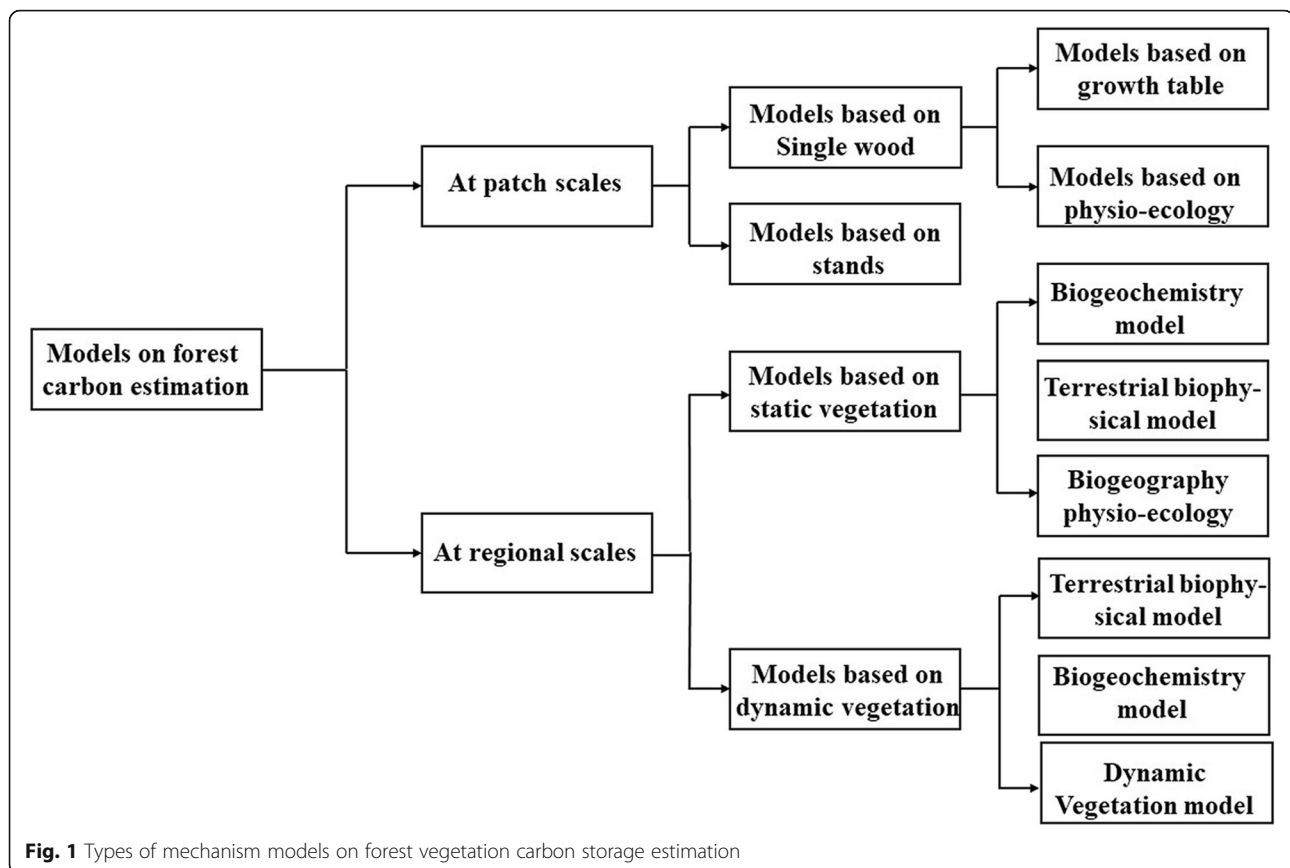 Models on forest
carbon estimation
At patch scales
At regional scales
Models based on
Single wood
Models based on
stands
Models based on
static vegetation
Models based on
dynamic vegetation
Models based on
growth table
Models based on
physio-ecology
Biogeochemistry
model
Terrestrial biophy-
sical model
Biogeography
physio-ecology
Terrestrial biophy-
sical model
Biogeochemistry
model
Dynamic
Vegetation model
Fig. 1 Types of mechanism models on forest vegetation carbon storage estimation